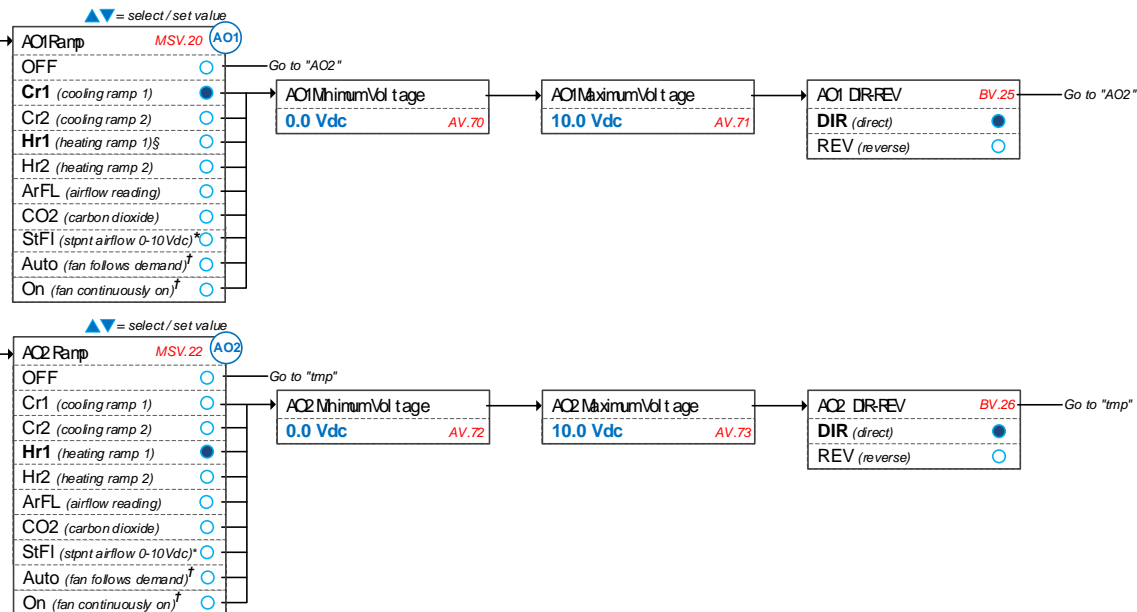 ▲▼ = select / set value
AO1 Ramp MSV.20 AO1
OFF Go to "AO2"
Cr1 (cooling ramp 1)
Cr2 (cooling ramp 2)
Hr1 (heating ramp 1)§
Hr2 (heating ramp 2)
ArFL (airflow reading)
CO2 (carbon dioxide)
StFl (stpnt airflow 0-10Vdc)*
Auto (fan follows demand)†
On (fan continuously on)†
AO1 Minimum Voltage
0.0 Vdc AV.70
AO1 Maximum Voltage
10.0 Vdc AV.71
AO1 DIR-REV BV.25 Go to "AO2"
DIR (direct)
REV (reverse)
▲▼ = select / set value
AO2 Ramp MSV.22 AO2
OFF Go to "tmp"
Cr1 (cooling ramp 1)
Cr2 (cooling ramp 2)
Hr1 (heating ramp 1)
Hr2 (heating ramp 2)
ArFL (airflow reading)
CO2 (carbon dioxide)
StFl (stpnt airflow 0-10Vdc)*
Auto (fan follows demand)†
On (fan continuously on)†
AO2 Minimum Voltage
0.0 Vdc AV.72
AO2 Maximum Voltage
10.0 Vdc AV.73
AO2 DIR-REV BV.26 Go to "tmp"
DIR (direct)
REV (reverse)